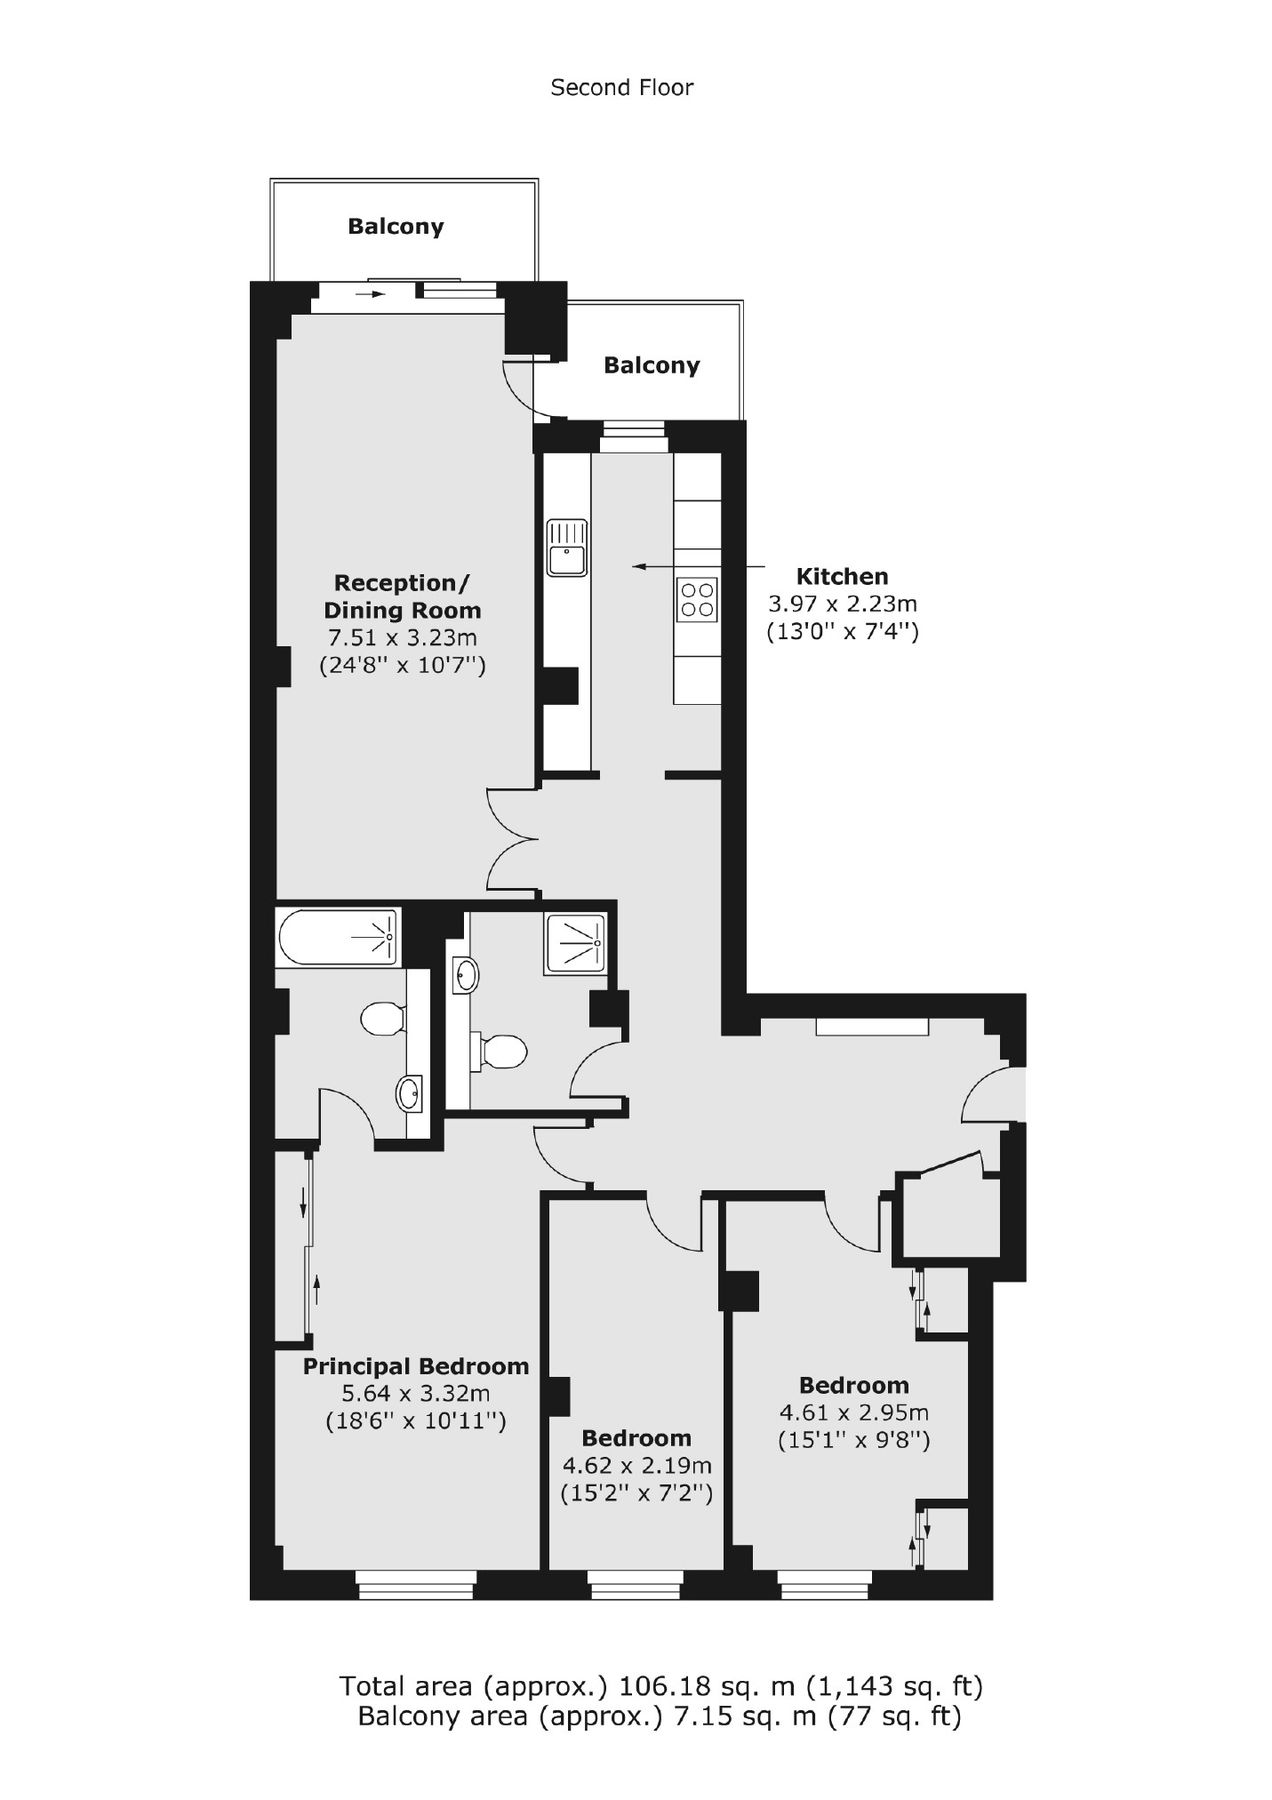 Second Floor
Balcony
Balcony
Reception/
Dining Room
7.51 x 3.23m
(24'8'' x 10'7'')
Kitchen
3.97 x 2.23m
(13'0'' x 7'4'')
Principal Bedroom
5.64 x 3.32m
(18'6'' x 10'11'')
Bedroom
4.62 x 2.19m
(15'2'' x 7'2'')
Bedroom
4.61 x 2.95m
(15'1'' x 9'8'')
Total area (approx.) 106.18 sq. m (1,143 sq. ft)
Balcony area (approx.) 7.15 sq. m (77 sq. ft)